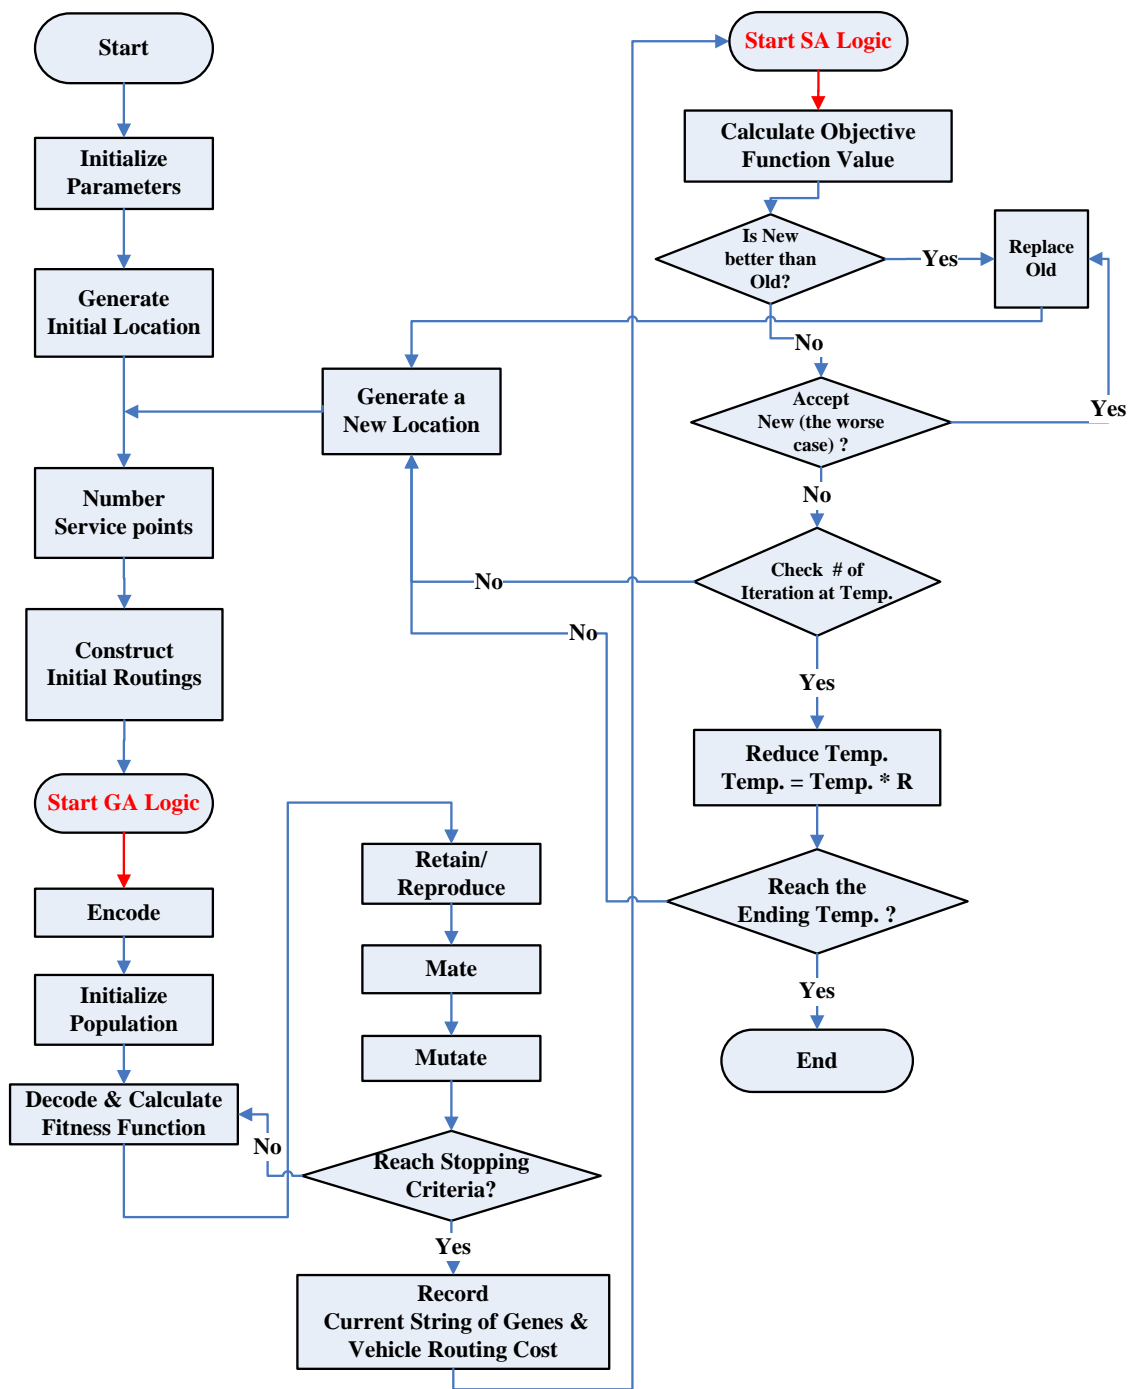 Start
Initialize
Parameters
Generate
Initial Location
Number
Service points
Construct
Initial Routings
Start GA Logic
Encode
Initialize
Population
Decode & Calculate
Fitness Function
Retain/
Reproduce
Mate
Mutate
Reach Stopping
Criteria?
No
Yes
Record
Current String of Genes &
Vehicle Routing Cost
Generate a
New Location
Start SA Logic
Calculate Objective
Function Value
Is New
better than
Old?
Yes
Replace
Old
No
Accept
New (the worse
case) ?
Yes
No
Check # of
Iteration at Temp.
No
Yes
Reduce Temp.
Temp. = Temp. * R
Reach the
Ending Temp. ?
No
Yes
End